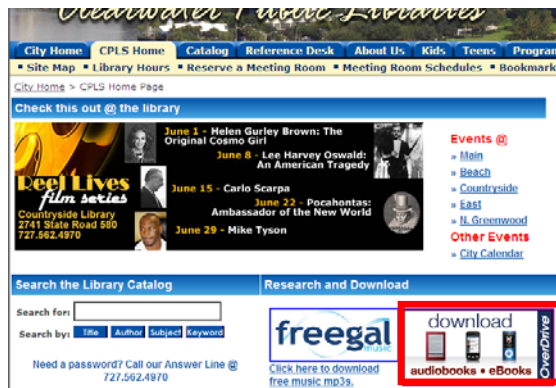 Clearwater Public Libraries
City Home CPLS Home Catalog Reference Desk About Us Kids Teens Program
▪ Site Map ▪ Library Hours ▪ Reserve a Meeting Room ▪ Meeting Room Schedules ▪ Bookmark
City Home > CPLS Home Page
Check this out @ the library
June 1 - Helen Gurley Brown: The
Original Cosmo Girl
June 8 - Lee Harvey Oswald:
An American Tragedy
June 15 - Carlo Scarpa
June 22 - Pocahontas:
Ambassador of the New World
June 29 - Mike Tyson
Reel Lives
film series
Countryside Library
2741 State Road 580
727.562.4970
Events @
» Main
» Beach
» Countryside
» East
» N. Greenwood
Other Events
» City Calendar
Search the Library Catalog
Search for:
Search by: Title Author Subject Keyword
Need a password? Call our Answer Line @
727.562.4970
Research and Download
freegal
music
Click here to download
free music mp3s.
download
audiobooks • eBooks
OverDrive